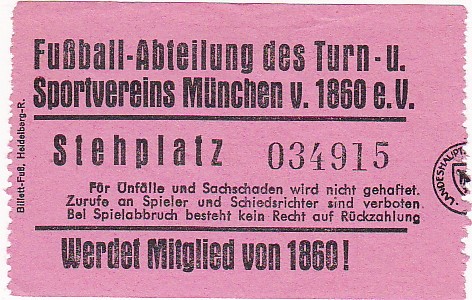 Fußball-Abteilung des Turn- u.
Sportvereins München v. 1860 e.V.
Stehplatz 034915
Für Unfälle und Sachschaden wird nicht gehaftet.
Zurufe an Spieler und Schiedsrichter sind verboten.
Bei Spielabbruch besteht kein Recht auf Rückzahlung
Werdet Mitglied von 1860!
Billett-Fuß, Heidelberg-R.
LANDESHAUPT